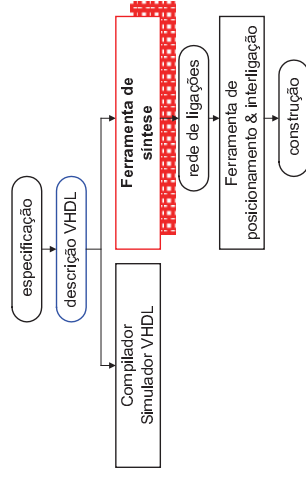 especificação
descrição VHDL
Compilador
Simulador VHDL
Ferramenta de
síntese
rede de ligações
Ferramenta de
posicionamento & interligação
construção